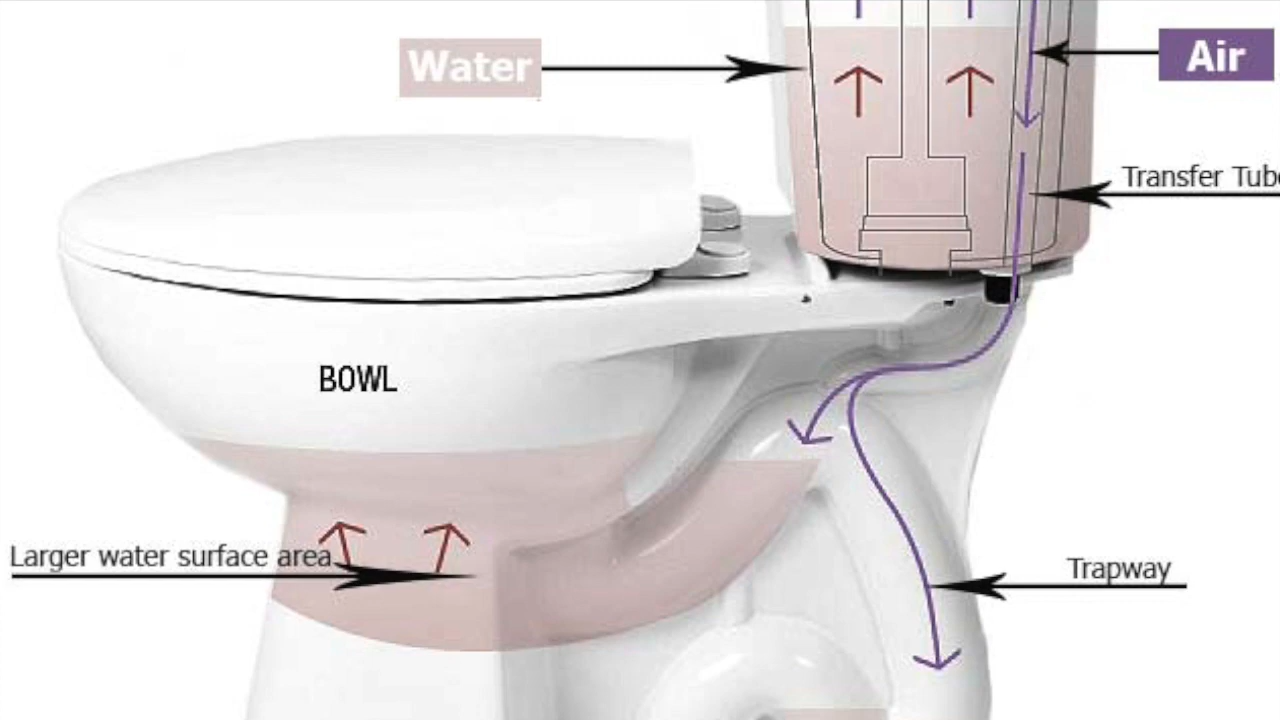 Water
Air
Transfer Tube
BOWL
Larger water surface area
Trapway